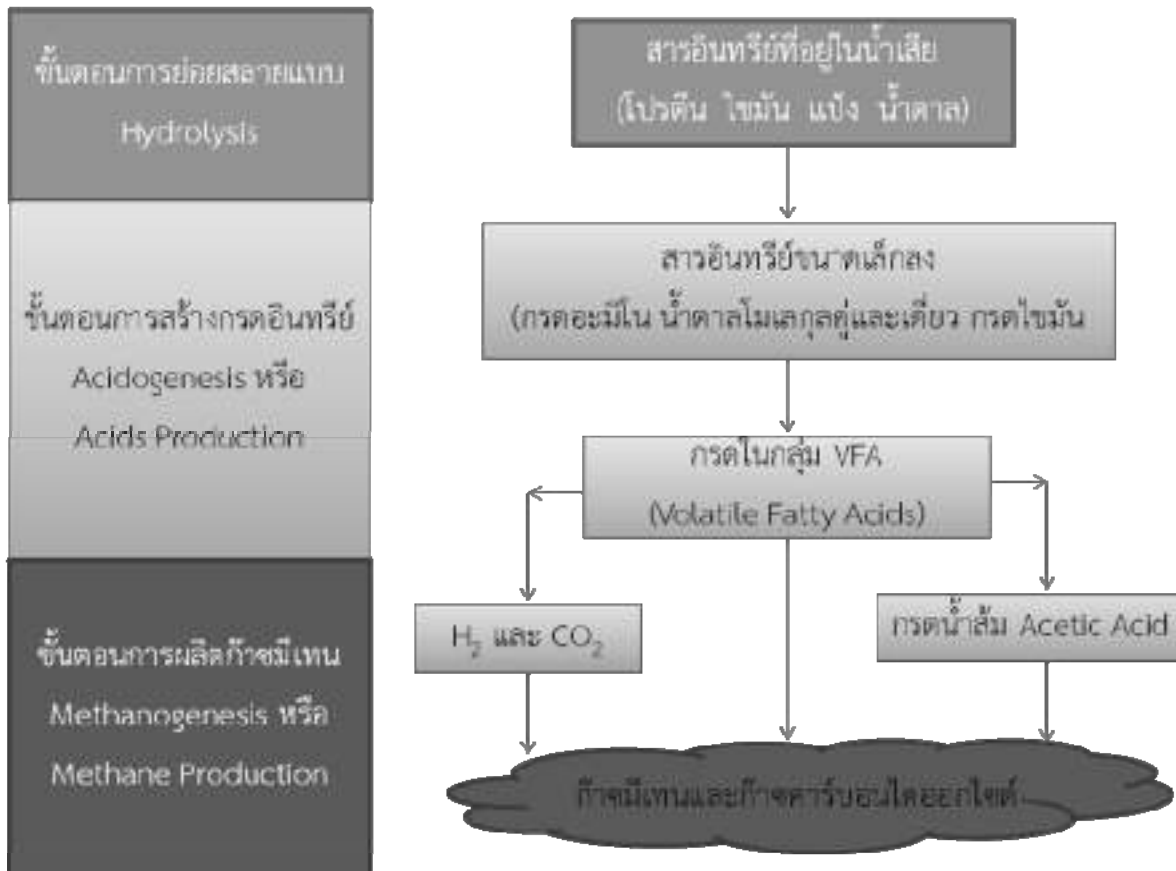 ขั้นตอนการย่อยสลายแบบ
Hydrolysis
สารอินทรีย์ที่อยู่ในน้ำเสีย
(โปรตีน ไขมัน แป้ง น้ำตาล)
ขั้นตอนการสร้างกรดอินทรีย์
Acidogenesis หรือ
Acids Production
สารอินทรีย์ขนาดเล็กลง
(กรดอะมิโน น้ำตาลโมเลกุลคู่และเดี่ยว กรดไขมัน
กรดในกลุ่ม VFA
(Volatile Fatty Acids)
ขั้นตอนการผลิตก๊าซมีเทน
Methanogenesis หรือ
Methane Production
H₂ และ CO₂
กรดน้ำส้ม Acetic Acid
ก๊าซมีเทนและก๊าซคาร์บอนไดออกไซต์